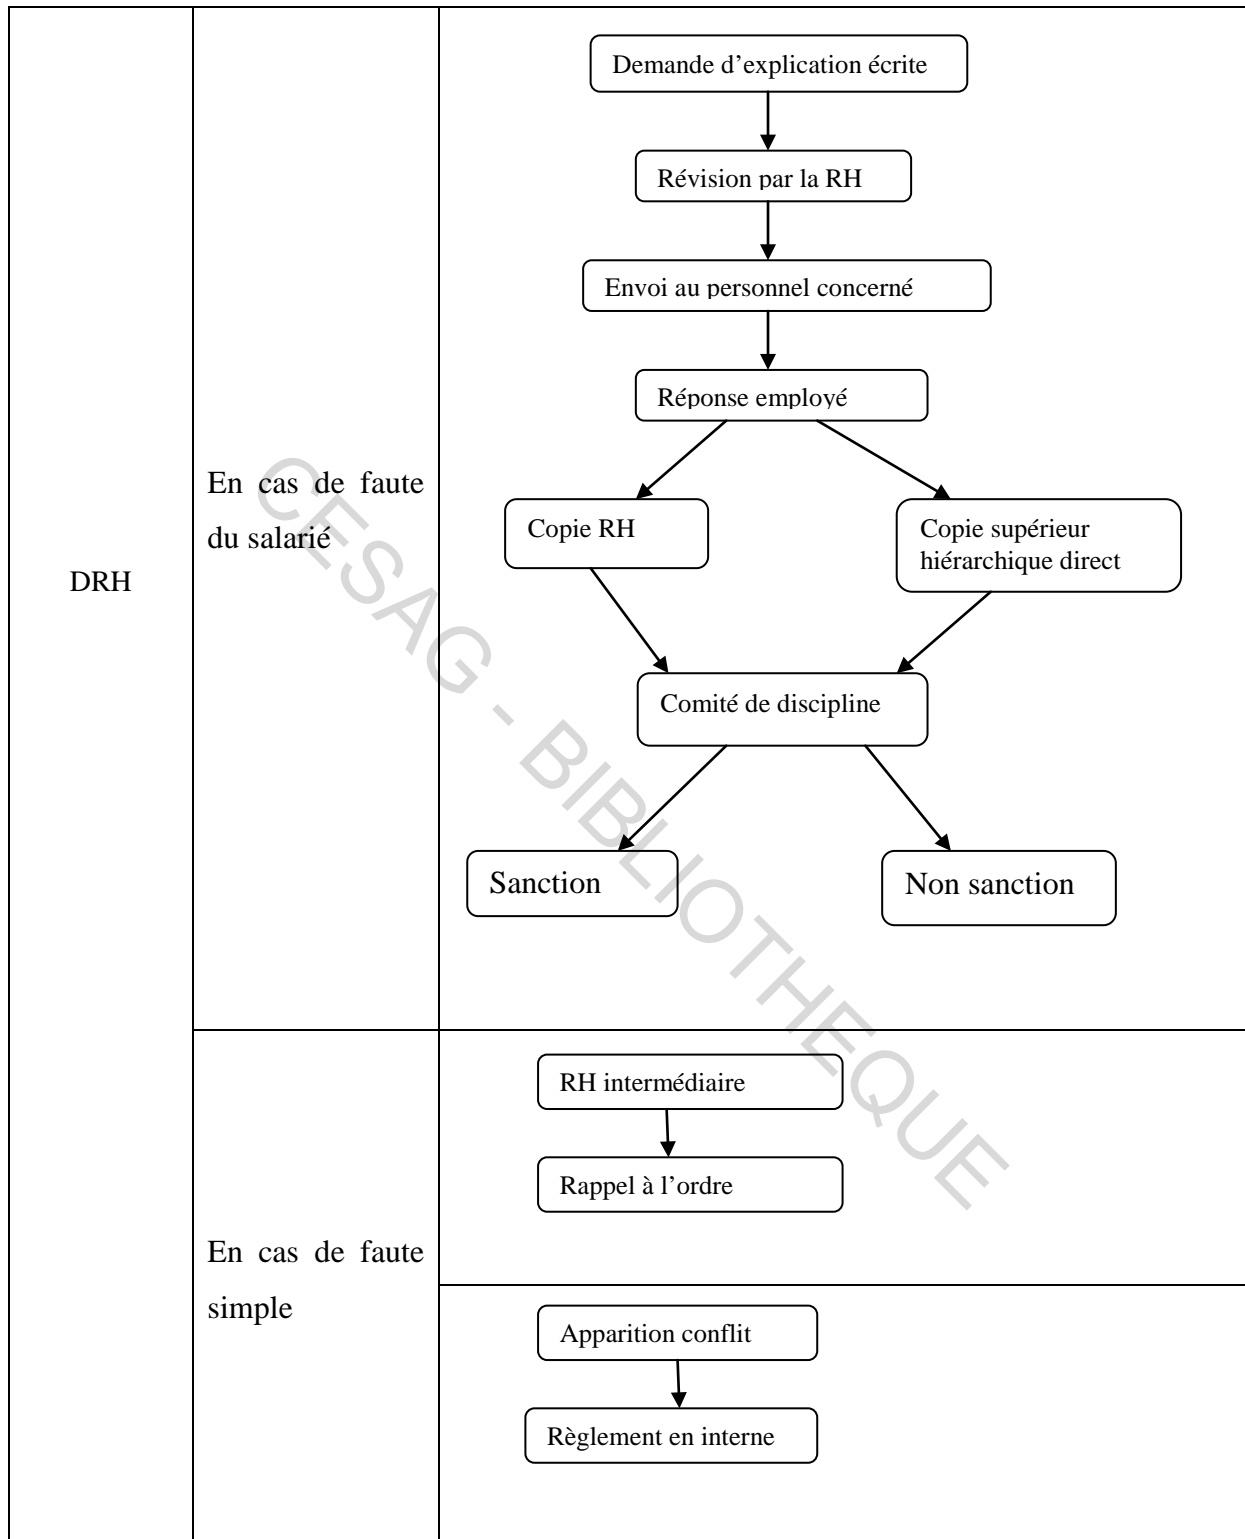 DRH
En cas de faute
du salarié
Demande d’explication écrite
Révision par la RH
Envoi au personnel concerné
Réponse employé
Copie RH
Copie supérieur
hiérarchique direct
Comité de discipline
Sanction
Non sanction
En cas de faute
simple
RH intermédiaire
Rappel à l’ordre
Apparition conflit
Règlement en interne
CESAG - BIBLIOTHEQUE